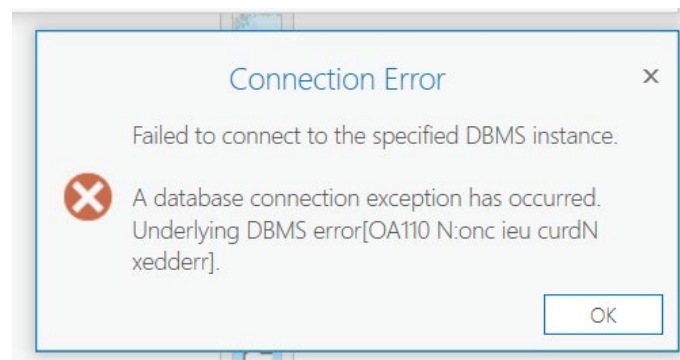 Connection Error
Failed to connect to the specified DBMS instance.
A database connection exception has occurred.
Underlying DBMS error[OA110 N:onc ieu curdN
xedderr].
OK